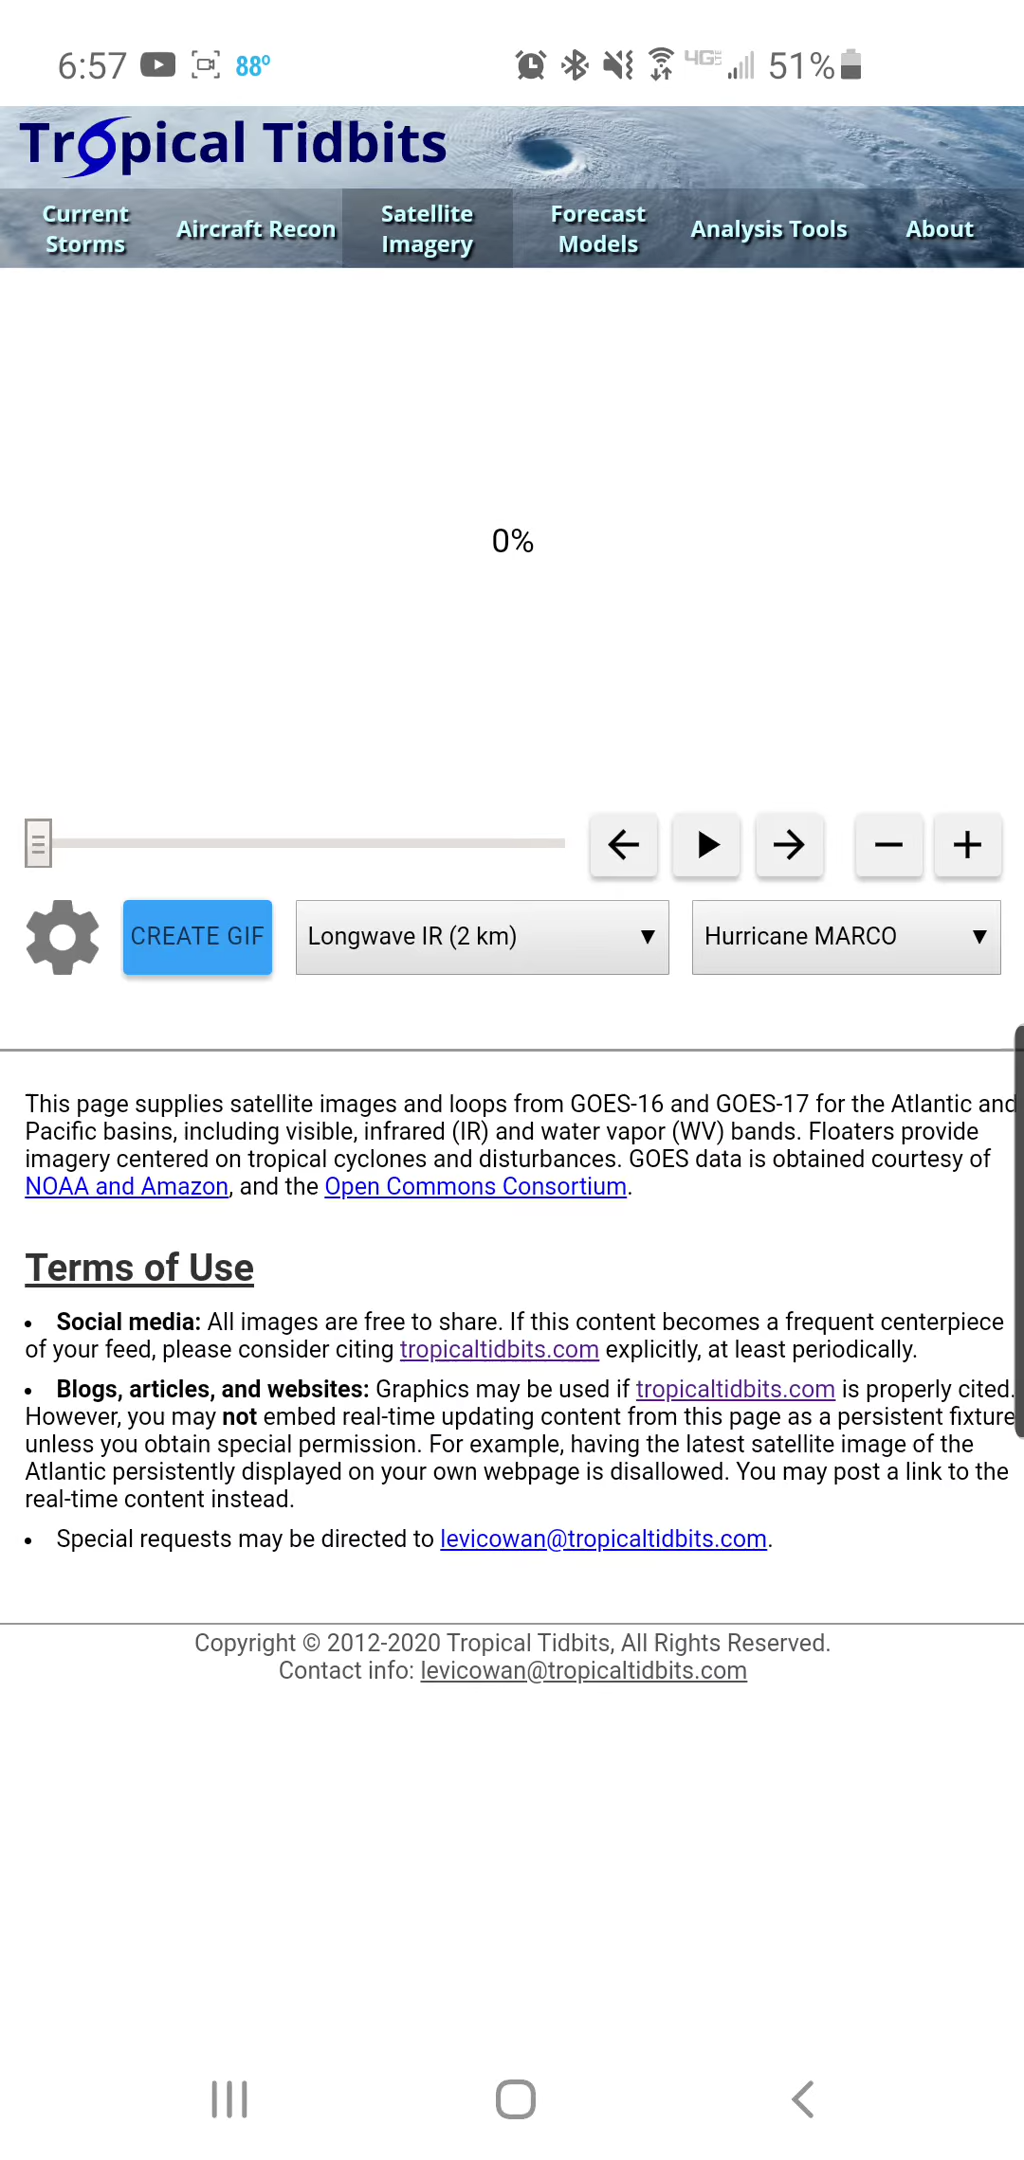 6:57 88° 4GE 51%
Tropical Tidbits
Current Storms
Aircraft Recon
Satellite Imagery
Forecast Models
Analysis Tools
About
0%
CREATE GIF
Longwave IR (2 km) ▼
Hurricane MARCO ▼
This page supplies satellite images and loops from GOES-16 and GOES-17 for the Atlantic and
Pacific basins, including visible, infrared (IR) and water vapor (WV) bands. Floaters provide
imagery centered on tropical cyclones and disturbances. GOES data is obtained courtesy of
NOAA and Amazon, and the Open Commons Consortium.
Terms of Use
• Social media: All images are free to share. If this content becomes a frequent centerpiece
of your feed, please consider citing tropicaltidbits.com explicitly, at least periodically.
• Blogs, articles, and websites: Graphics may be used if tropicaltidbits.com is properly cited.
However, you may not embed real-time updating content from this page as a persistent fixture
unless you obtain special permission. For example, having the latest satellite image of the
Atlantic persistently displayed on your own webpage is disallowed. You may post a link to the
real-time content instead.
• Special requests may be directed to levicowan@tropicaltidbits.com.
Copyright © 2012-2020 Tropical Tidbits, All Rights Reserved.
Contact info: levicowan@tropicaltidbits.com